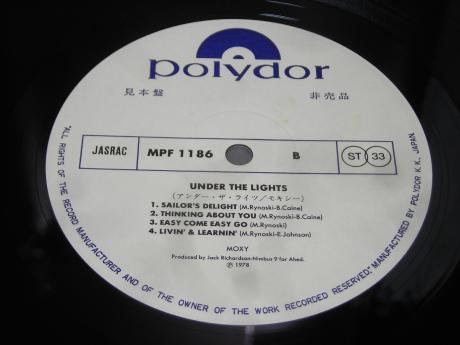 polydor
見本盤 非売品
JASRAC MPF 1186 B ST 33
UNDER THE LIGHTS
(アンダー・ザ・ライツ/モキシー)
1. SAILOR'S DELIGHT (M.Rynoski-B.Caine)
2. THINKING ABOUT YOU (M.Rynoski-B.Caine)
3. EASY COME EASY GO (M.Rynoski)
4. LIVIN' & LEARNIN' (M.Rynoski-E.Johnson)
MOXY
Produced by Jack Richardson-Nimbus 9 for Ahed.
Ⓟ 1978
"ALL RIGHTS OF THE RECORD MANUFACTURER AND OF THE OWNER OF THE WORK RECORDED RESERVED," MANUFACTURED BY POLYDOR K.K., JAPAN.